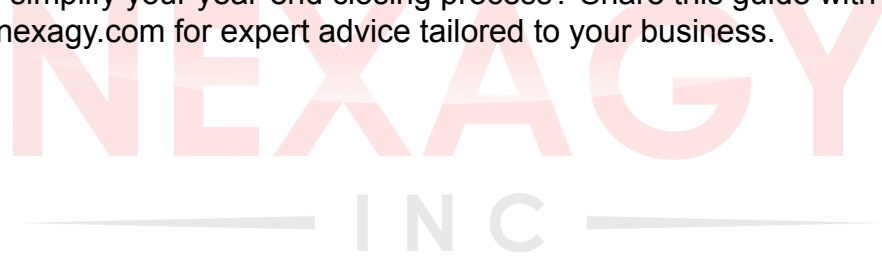 simplify your year-end closing process? Share this guide with
nexagy.com for expert advice tailored to your business.
NEXAGY
INC